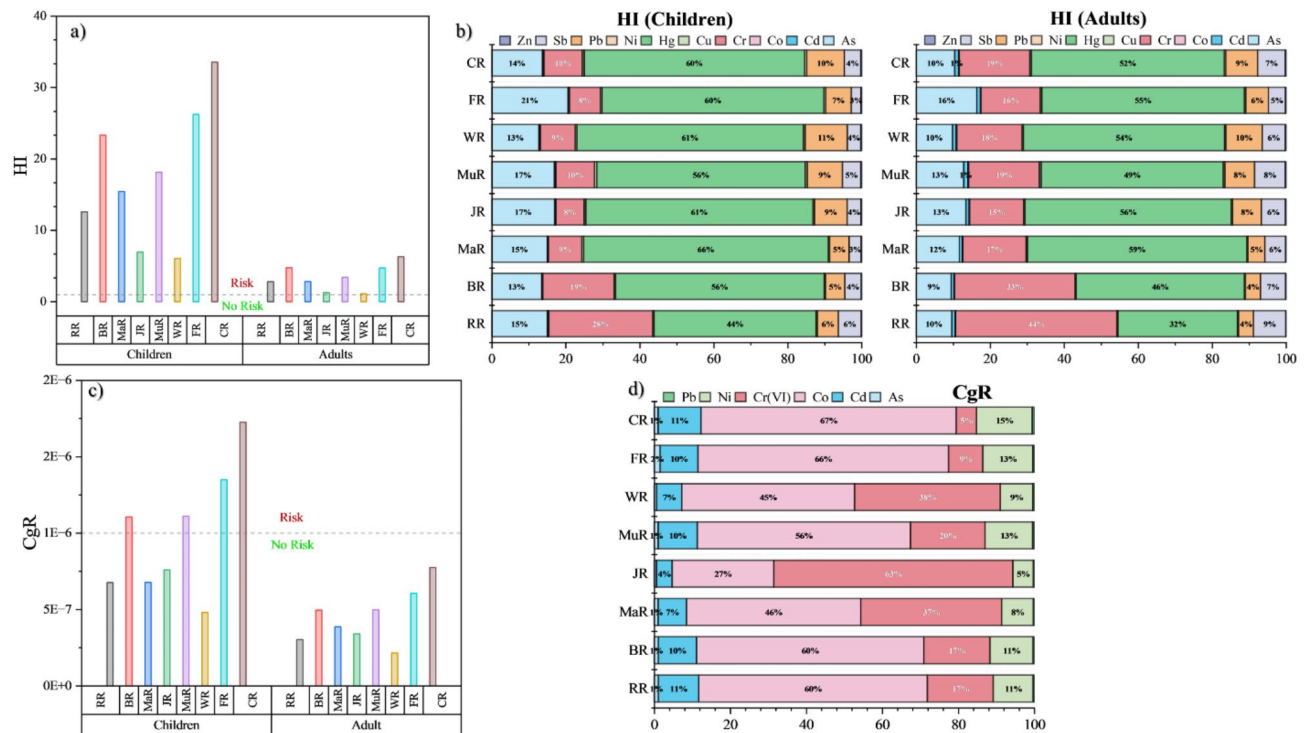 a)
HI
40
30
20
10
0
Risk
No Risk
RR BR MaR JR MuR WR FR CR RR BR MaR JR MuR WR FR CR
Children Adults
b)
HI (Children)
Zn Sb Pb Ni Hg Cu Cr Co Cd As
CR 14% 10% 60% 10% 4%
FR 21% 8% 60% 7% 3%
WR 13% 9% 61% 11% 4%
MuR 17% 10% 56% 9% 5%
JR 17% 8% 61% 9% 4%
MaR 15% 9% 66% 5% 3%
BR 13% 19% 56% 5% 4%
RR 15% 28% 44% 6% 6%
0 20 40 60 80 100
HI (Adults)
Zn Sb Pb Ni Hg Cu Cr Co Cd As
CR 10% 1% 19% 52% 9% 7%
FR 16% 16% 55% 6% 5%
WR 10% 18% 54% 10% 6%
MuR 13% 1% 19% 49% 8% 8%
JR 13% 15% 56% 8% 6%
MaR 12% 17% 59% 5% 6%
BR 9% 33% 46% 4% 7%
RR 10% 44% 32% 4% 9%
0 20 40 60 80 100
c)
CgR
2E−6
2E−6
1E−6
5E−7
0E+0
Risk
No Risk
RR BR MaR JR MuR WR FR CR RR BR MaR JR MuR WR FR CR
Children Adult
d)
CgR
Pb Ni Cr(VI) Co Cd As
CR 1% 11% 67% 5% 15%
FR 2% 10% 66% 9% 13%
WR 7% 45% 38% 9%
MuR 1% 10% 56% 20% 13%
JR 4% 27% 63% 5%
MaR 1% 7% 46% 37% 8%
BR 1% 10% 60% 17% 11%
RR 1% 11% 60% 17% 11%
0 20 40 60 80 100